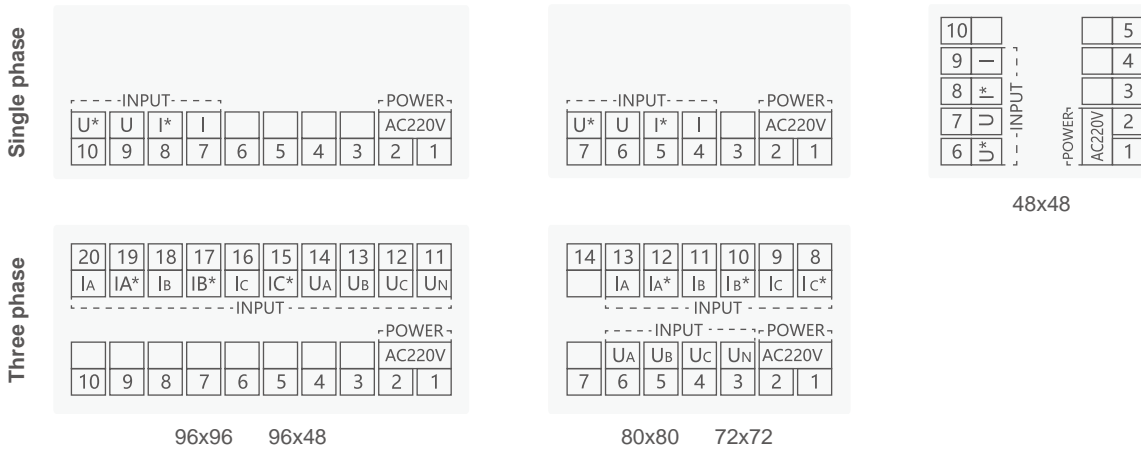 Single phase
INPUT POWER
U* U I* I AC220V
10 9 8 7 6 5 4 3 2 1
INPUT POWER
U* U I* I AC220V
7 6 5 4 3 2 1
10 5
9 I 4
8 I* 3
7 U 2
6 U* 1
INPUT
POWER
AC220V
48x48
Three phase
20 19 18 17 16 15 14 13 12 11
IA IA* IB IB* IC IC* UA UB UC UN
INPUT
POWER
AC220V
10 9 8 7 6 5 4 3 2 1
96x96 96x48
14 13 12 11 10 9 8
IA IA* IB IB* IC IC*
INPUT
INPUT POWER
UA UB UC UN AC220V
7 6 5 4 3 2 1
80x80 72x72